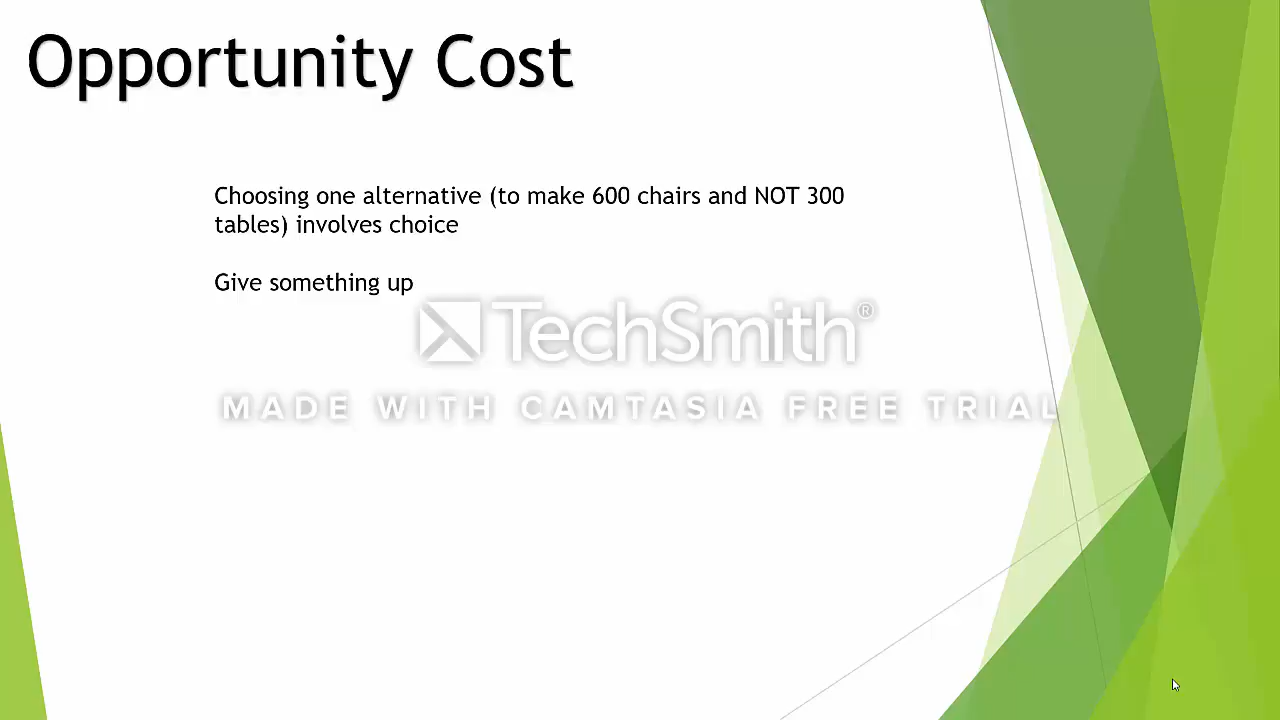 Opportunity Cost
Choosing one alternative (to make 600 chairs and NOT 300
tables) involves choice
Give something up
TechSmith®
MADE WITH CAMTASIA FREE TRIAL